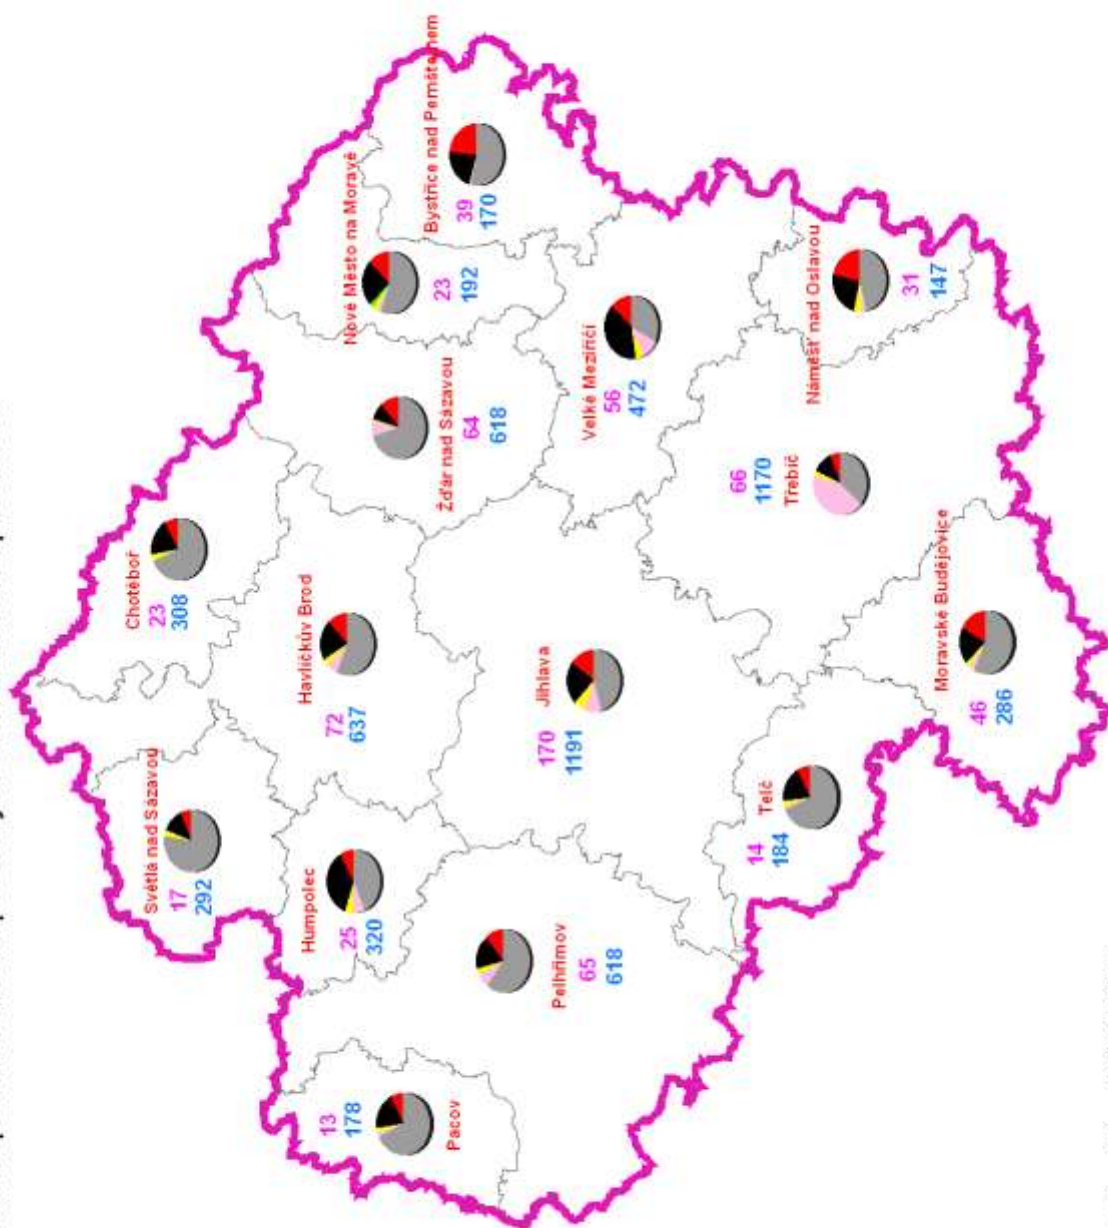 Světlá nad Sázavou
17
292
Chotěboř
23
308
Humpolec
25
320
Havlíčkův Brod
72
637
Nové Město na Moravě
23
192
13
178
Pacov
Žďár nad Sázavou
64
618
Bystřice nad Pernštejnem
39
170
Pelhřimov
65
618
Jihlava
170
1191
Velké Meziříčí
56
472
Telč
14
184
66
1170
Třebíč
Náměšť nad Oslavou
31
147
Moravské Budějovice
46
286